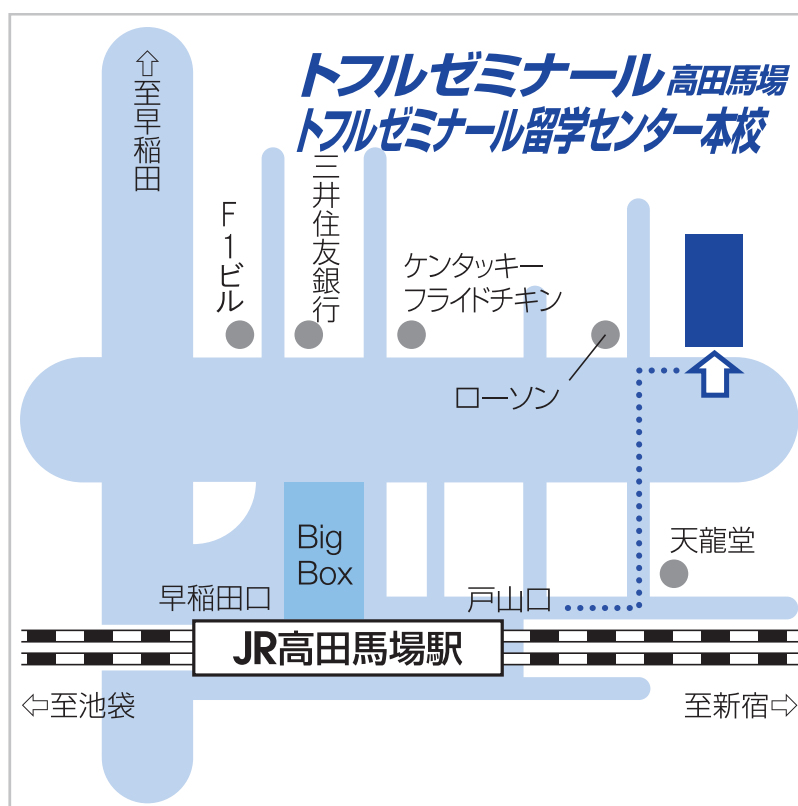 トフルゼミナール 高田馬場
トフルゼミナール留学センター本校
⇧至早稲田
F1ビル
三井住友銀行
ケンタッキー
フライドチキン
ローソン
Big
Box
天龍堂
早稲田口
戸山口
JR高田馬場駅
⇦至池袋
至新宿⇨